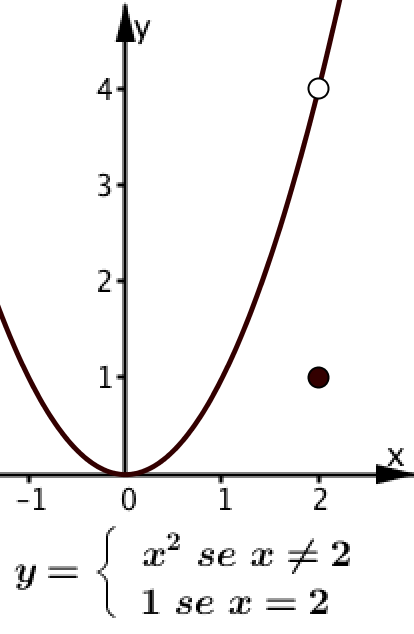 y
4
3
2
1
x
−1 0 1 2
y = { x² se x ≠ 2
1 se x = 2